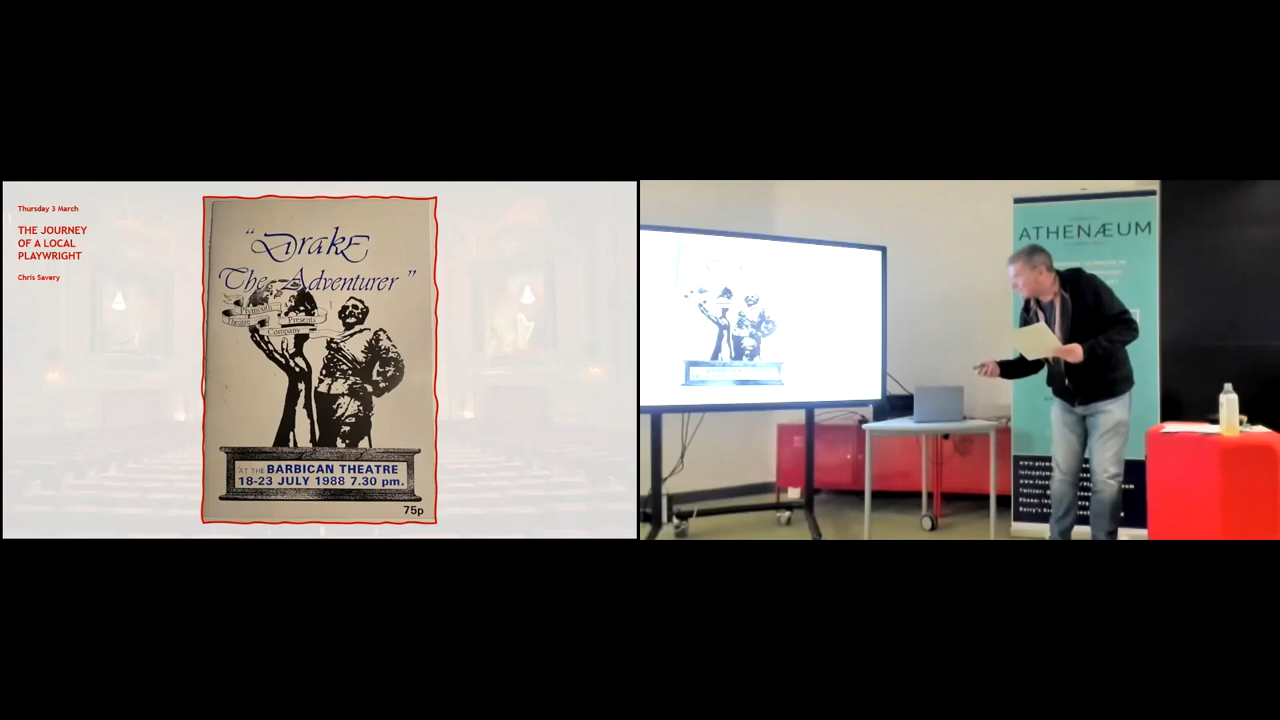 Thursday 3 March
THE JOURNEY
OF A LOCAL
PLAYWRIGHT
Chris Savery
"Drake
The Adventurer"
Plymouth
Theatre
Presents
Company
AT THE BARBICAN THEATRE
18-23 JULY 1988 7.30 pm.
75p
ATHENÆUM